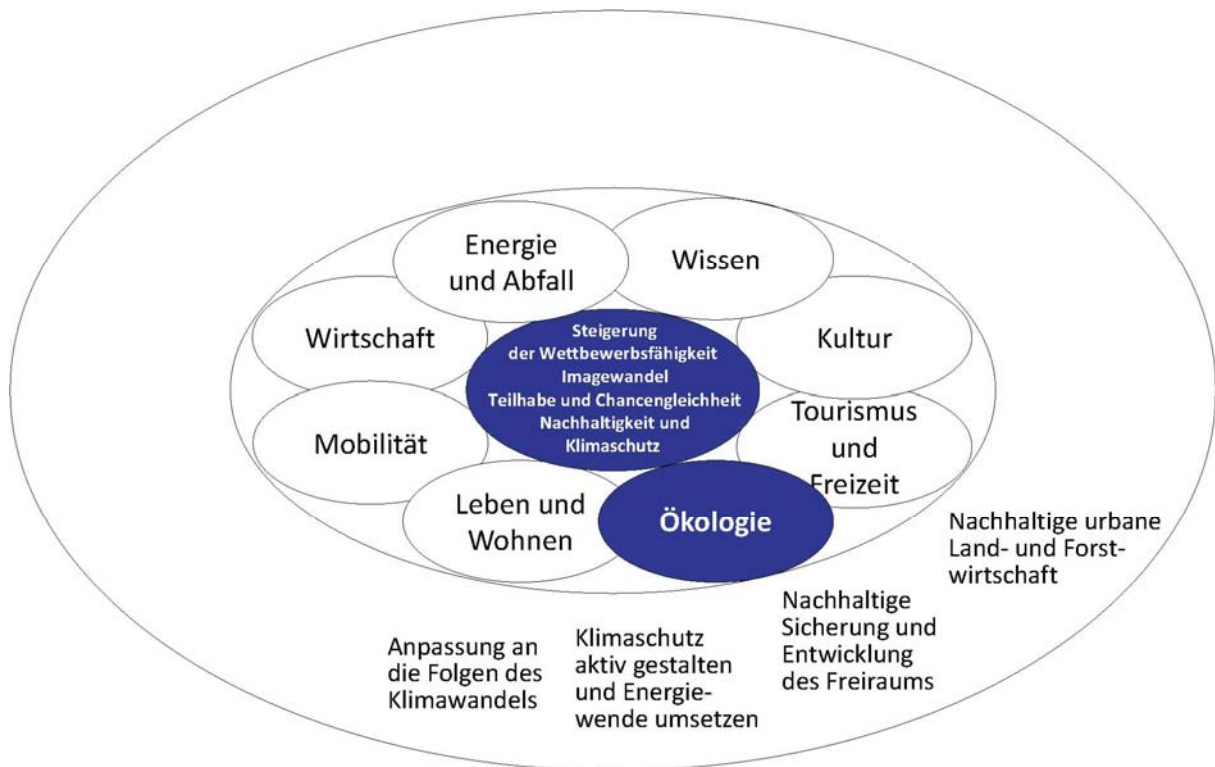 Energie
und Abfall
Wissen
Wirtschaft
Kultur
Steigerung
der Wettbewerbsfähigkeit
Imagewandel
Teilhabe und Chancengleichheit
Nachhaltigkeit und
Klimaschutz
Mobilität
Tourismus
und
Freizeit
Leben und
Wohnen
Ökologie
Nachhaltige urbane
Land- und Forst-
wirtschaft
Nachhaltige
Sicherung und
Entwicklung
des Freiraums
Klimaschutz
aktiv gestalten
und Energie-
wende umsetzen
Anpassung an
die Folgen des
Klimawandels